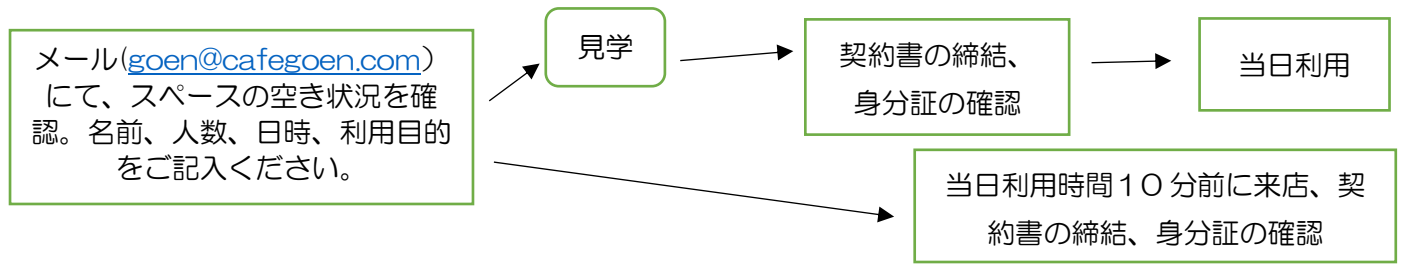 メール(goen@cafegoen.com)
にて、スペースの空き状況を確
認。名前、人数、日時、利用目的
をご記入ください。
見学
契約書の締結、
身分証の確認
当日利用
当日利用時間１０分前に来店、契
約書の締結、身分証の確認